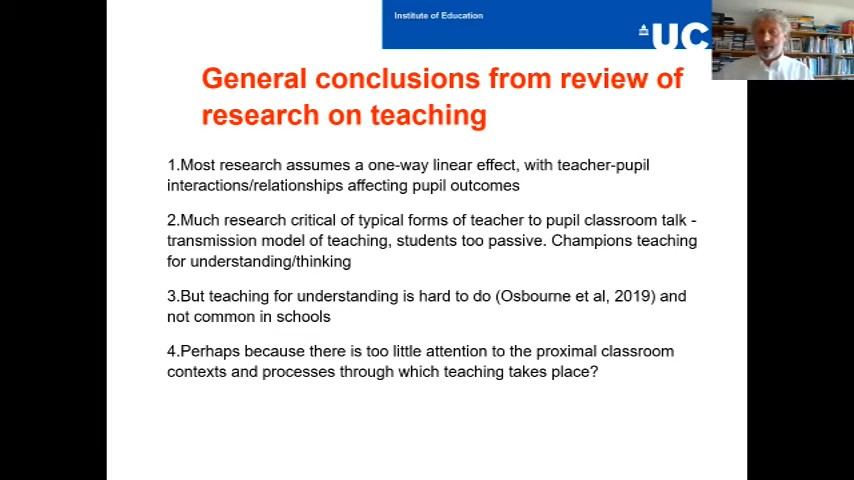 Institute of Education
UC
General conclusions from review of
research on teaching
1.Most research assumes a one-way linear effect, with teacher-pupil
interactions/relationships affecting pupil outcomes
2.Much research critical of typical forms of teacher to pupil classroom talk -
transmission model of teaching, students too passive. Champions teaching
for understanding/thinking
3.But teaching for understanding is hard to do (Osbourne et al, 2019) and
not common in schools
4.Perhaps because there is too little attention to the proximal classroom
contexts and processes through which teaching takes place?